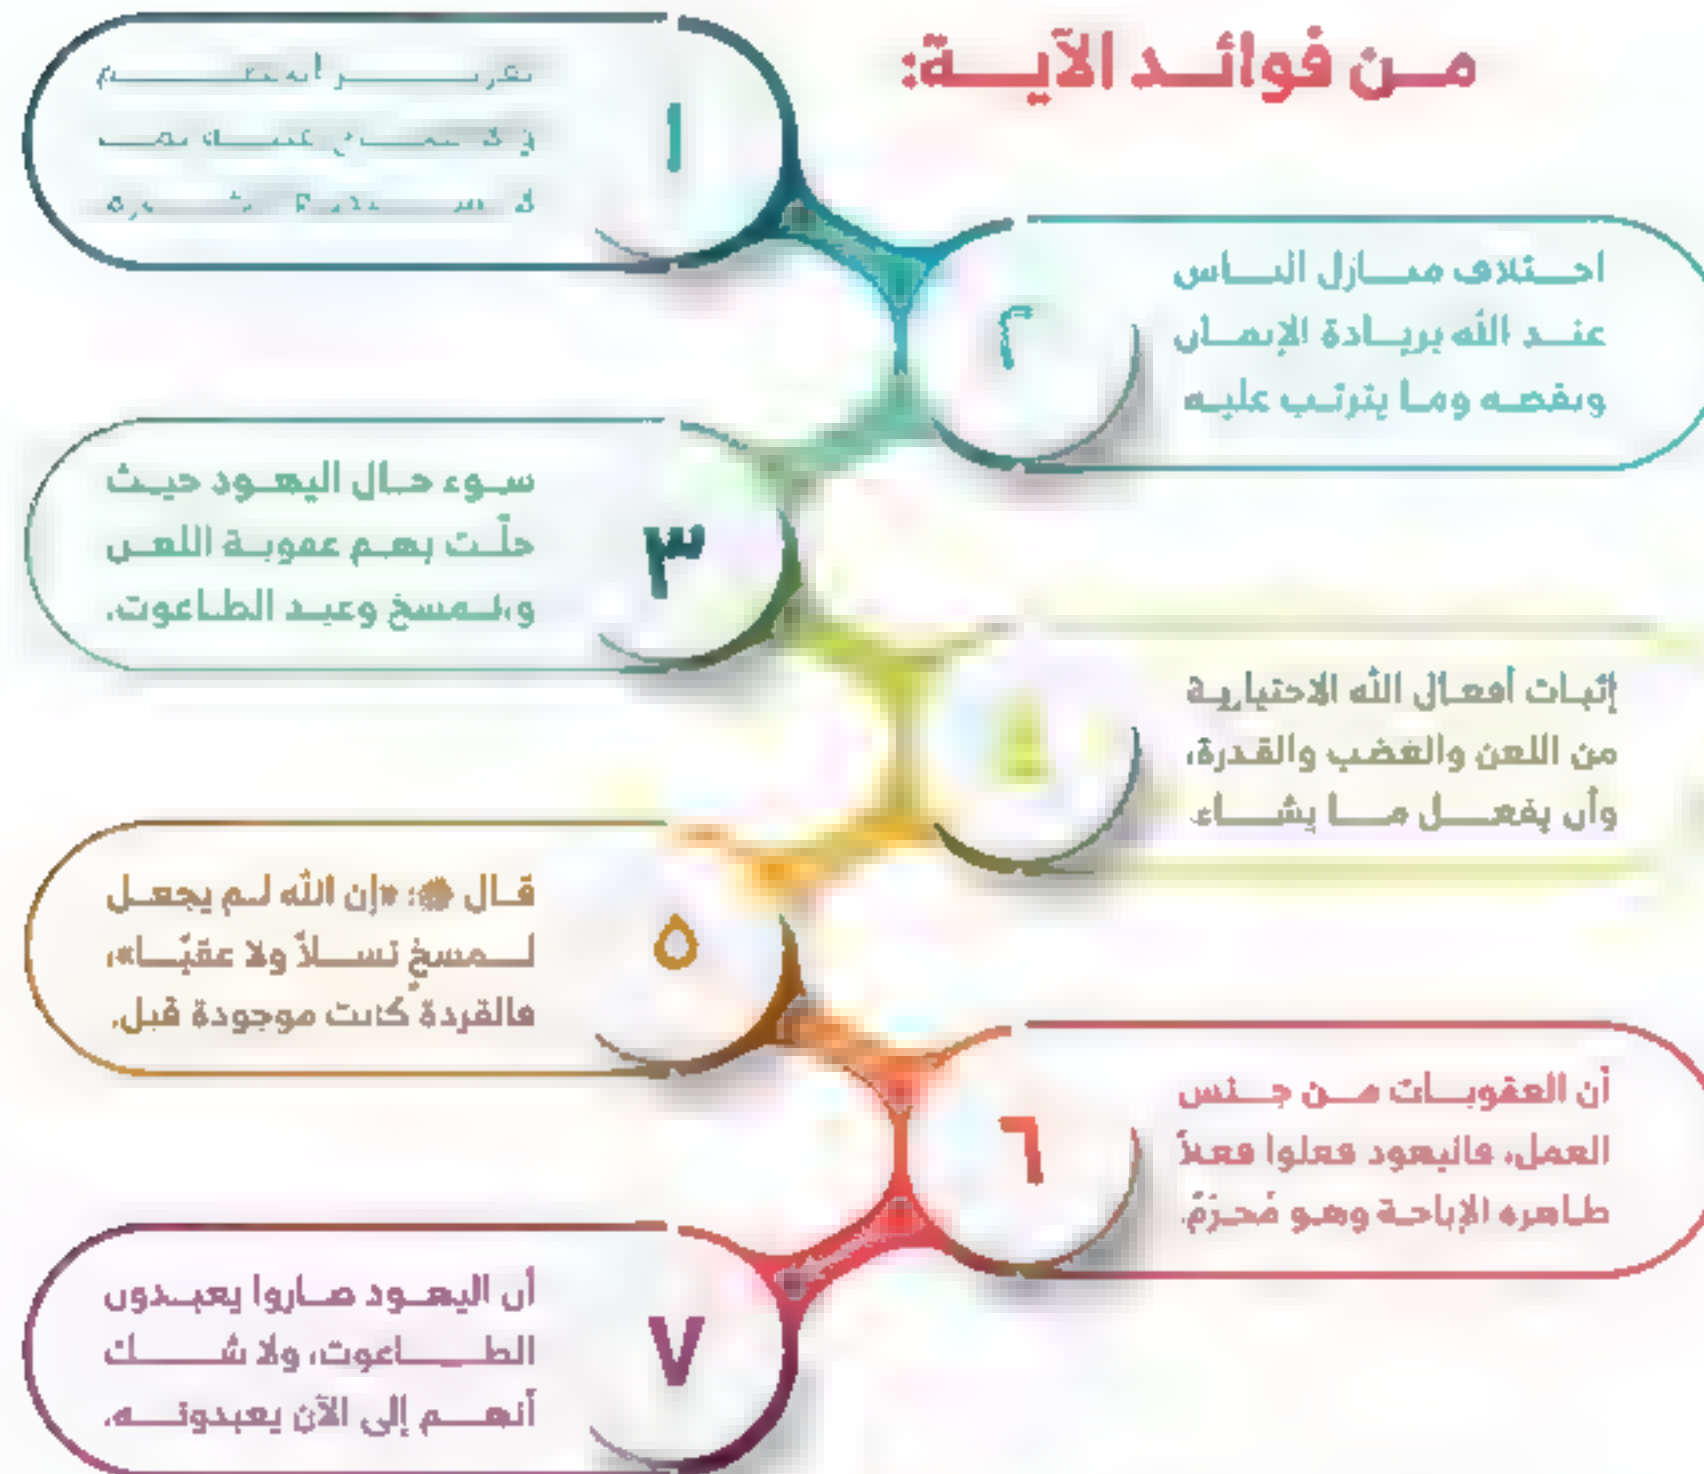 من فوائد الآية:
١
٢
اختلاف منازل الناس
عند الله بزيادة الإيمان
ونقصه وما يترتب عليه
٣
سوء حال اليهود حيث
حلّت بهم عقوبة اللعن
والمسخ وعبد الطاغوت.
٤
إثبات أفعال الله الاختيارية
من اللعن والغضب والقدرة،
وأن يفعل ما يشاء.
٥
قال ﷺ: «إن الله لم يجعل
لمسخٍ نسلاً ولا عقبًا»،
فالقردة كانت موجودة قبل.
٦
أن العقوبات من جنس
العمل، فاليهود فعلوا فعلاً
ظاهره الإباحة وهو مُحرّمٌ.
٧
أن اليهود صاروا يعبدون
الطاغوت، ولا شك
أنهم إلى الآن يعبدونه.